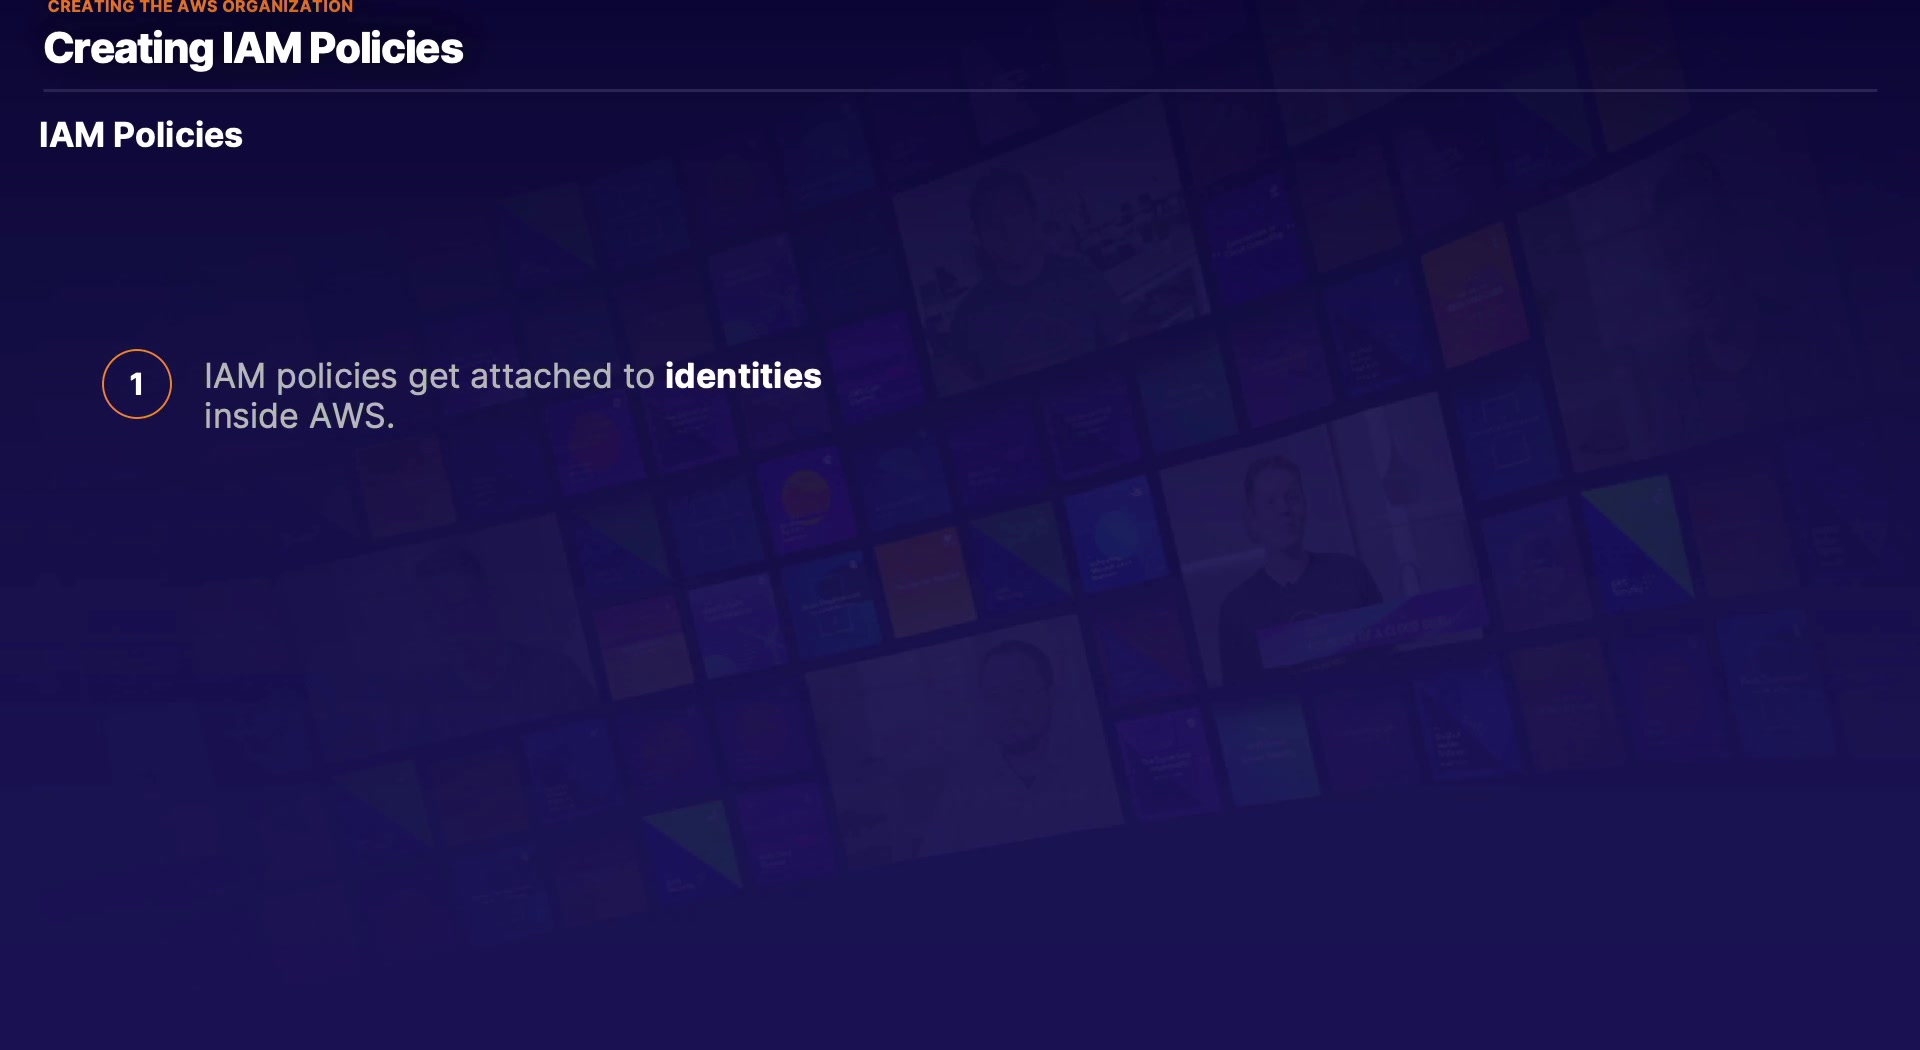 CREATING THE AWS ORGANIZATION
Creating IAM Policies
IAM Policies
1
IAM policies get attached to identities
inside AWS.